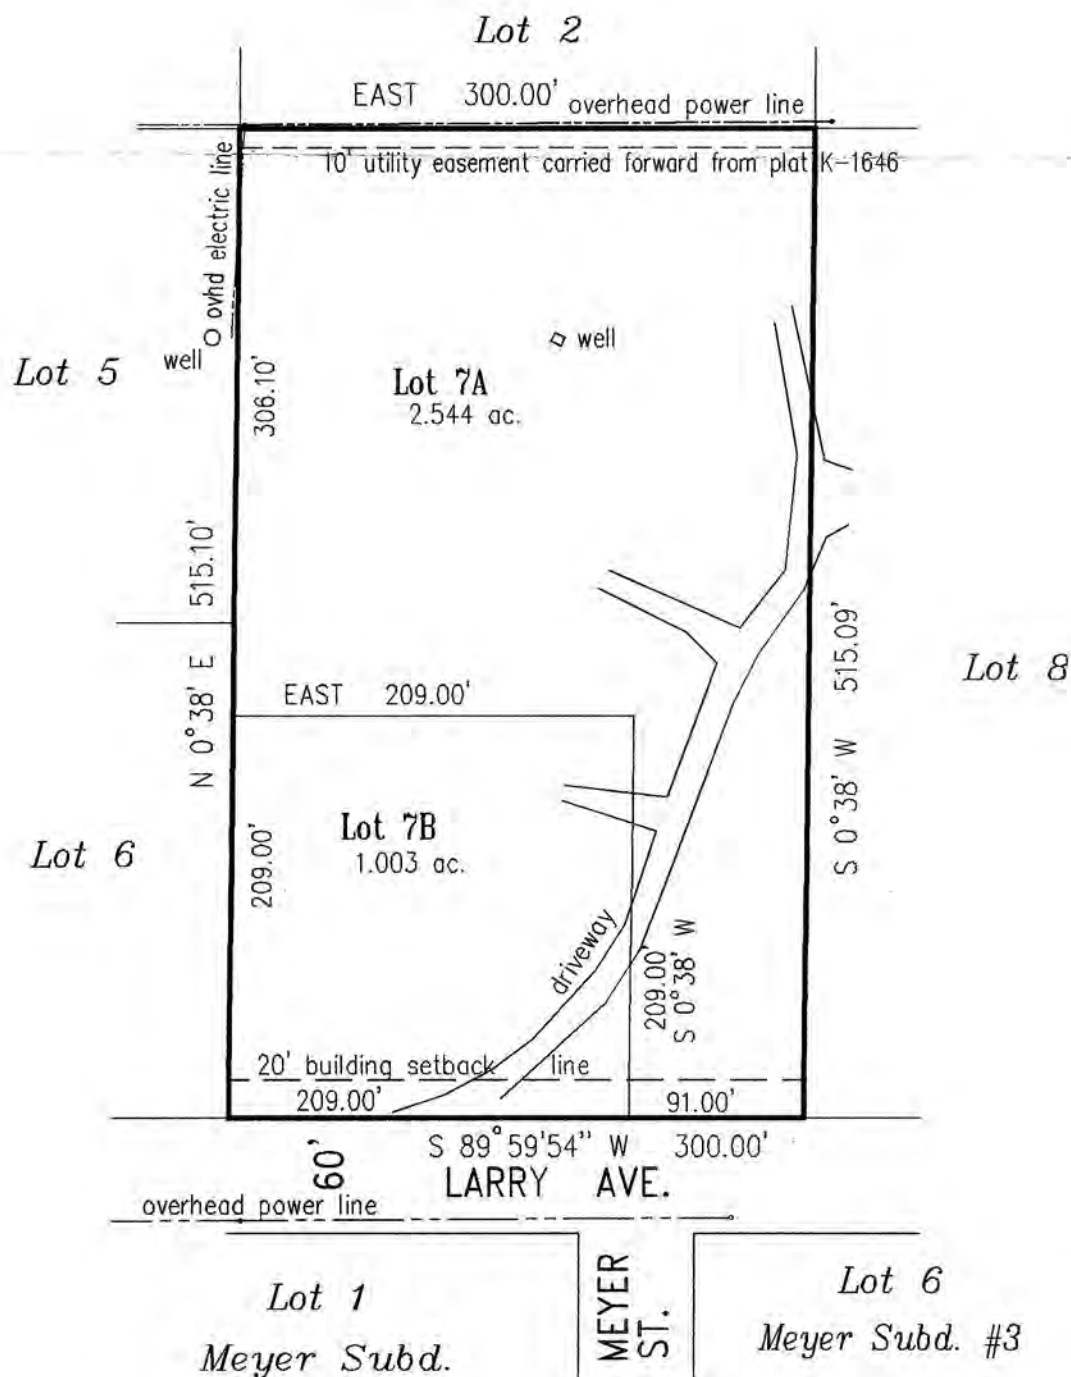 Lot 2
EAST 300.00' overhead power line
10' utility easement carried forward from plat K-1646
ovhd electric line
well
well
Lot 5
306.10'
Lot 7A
2.544 ac.
N 0°38' E 515.10'
S 0°38' W 515.09'
Lot 8
EAST 209.00'
Lot 6
209.00'
Lot 7B
1.003 ac.
driveway
209.00'
S 0°38' W
20' building setback line
209.00'
91.00'
60'
S 89°59'54" W 300.00'
LARRY AVE.
overhead power line
MEYER
ST.
Lot 1
Meyer Subd.
Lot 6
Meyer Subd. #3